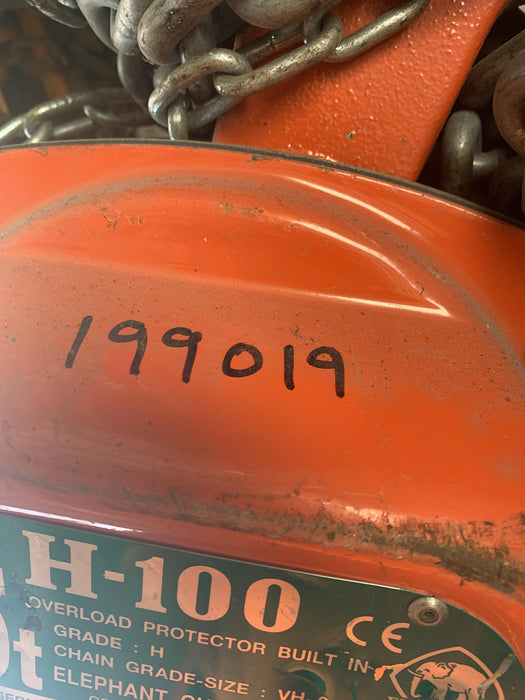 199019
H-100
OVERLOAD PROTECTOR BUILT IN
CE
GRADE : H
CHAIN GRADE-SIZE : VH
ELEPHANT